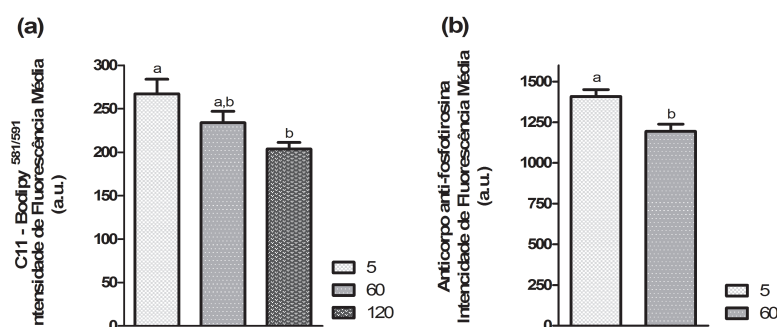 (a)
C11 - Bodipy 581/591
ntensidade de Fluorescência Média
(a.u.)
300
250
200
150
100
50
0
a
a,b
b
5
60
120
(b)
Anticorpo anti-fosfotirosina
Intencidade de Fluorescência Média
(a.u.)
1500
1250
1000
750
500
250
0
a
b
5
60